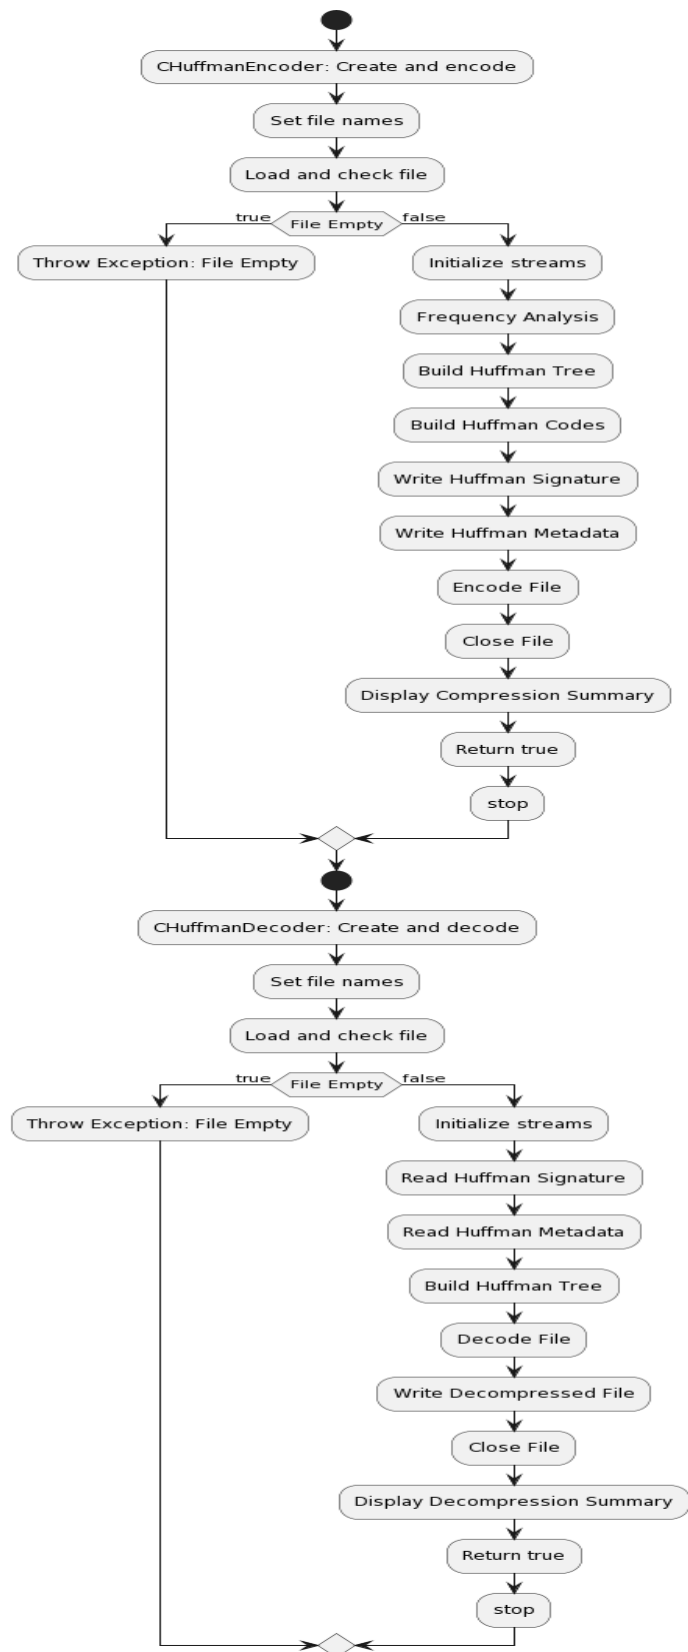 CHuffmanEncoder: Create and encode
Set file names
Load and check file
true
File Empty
false
Throw Exception: File Empty
Initialize streams
Frequency Analysis
Build Huffman Tree
Build Huffman Codes
Write Huffman Signature
Write Huffman Metadata
Encode File
Close File
Display Compression Summary
Return true
stop
CHuffmanDecoder: Create and decode
Set file names
Load and check file
true
File Empty
false
Throw Exception: File Empty
Initialize streams
Read Huffman Signature
Read Huffman Metadata
Build Huffman Tree
Decode File
Write Decompressed File
Close File
Display Decompression Summary
Return true
stop